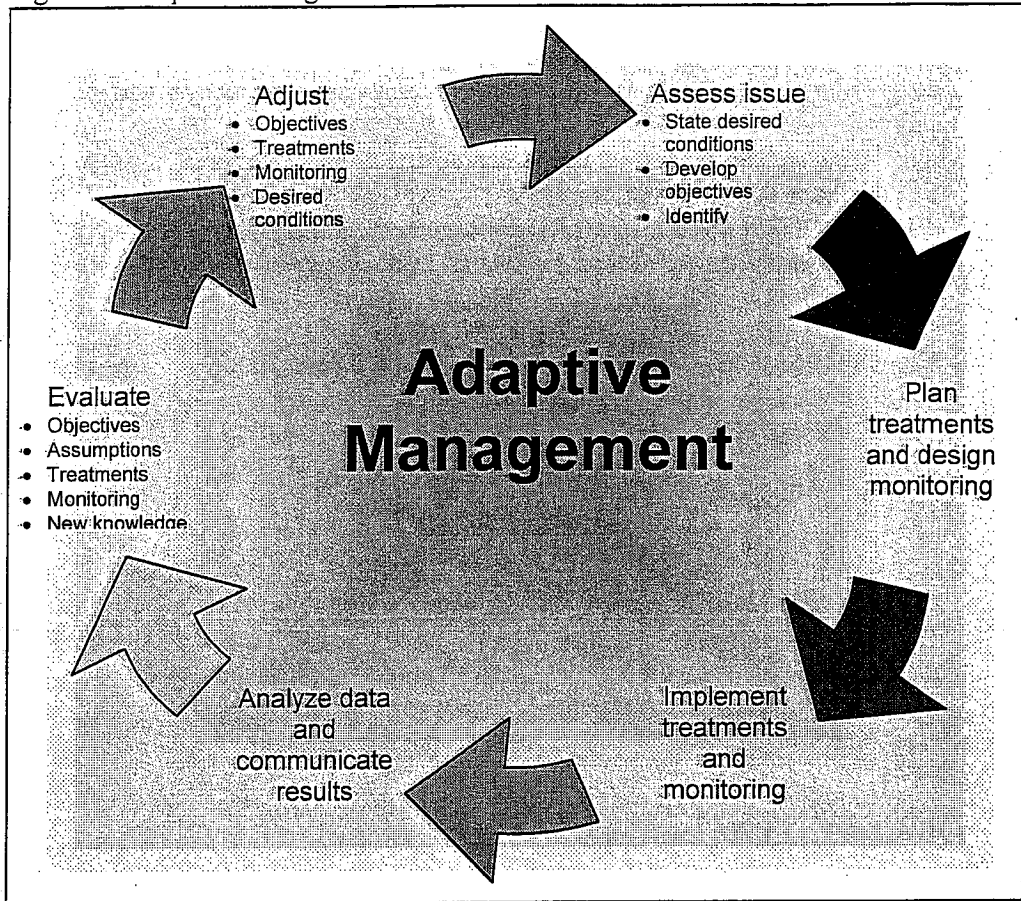 Adaptive
Management
Assess issue
• State desired
conditions
• Develop
objectives
• Identify
Plan
treatments
and design
monitoring
Implement
treatments
and
monitoring
Analyze data
and
communicate
results
Evaluate
• Objectives
• Assumptions
• Treatments
• Monitoring
• New knowledge
Adjust
• Objectives
• Treatments
• Monitoring
• Desired
conditions